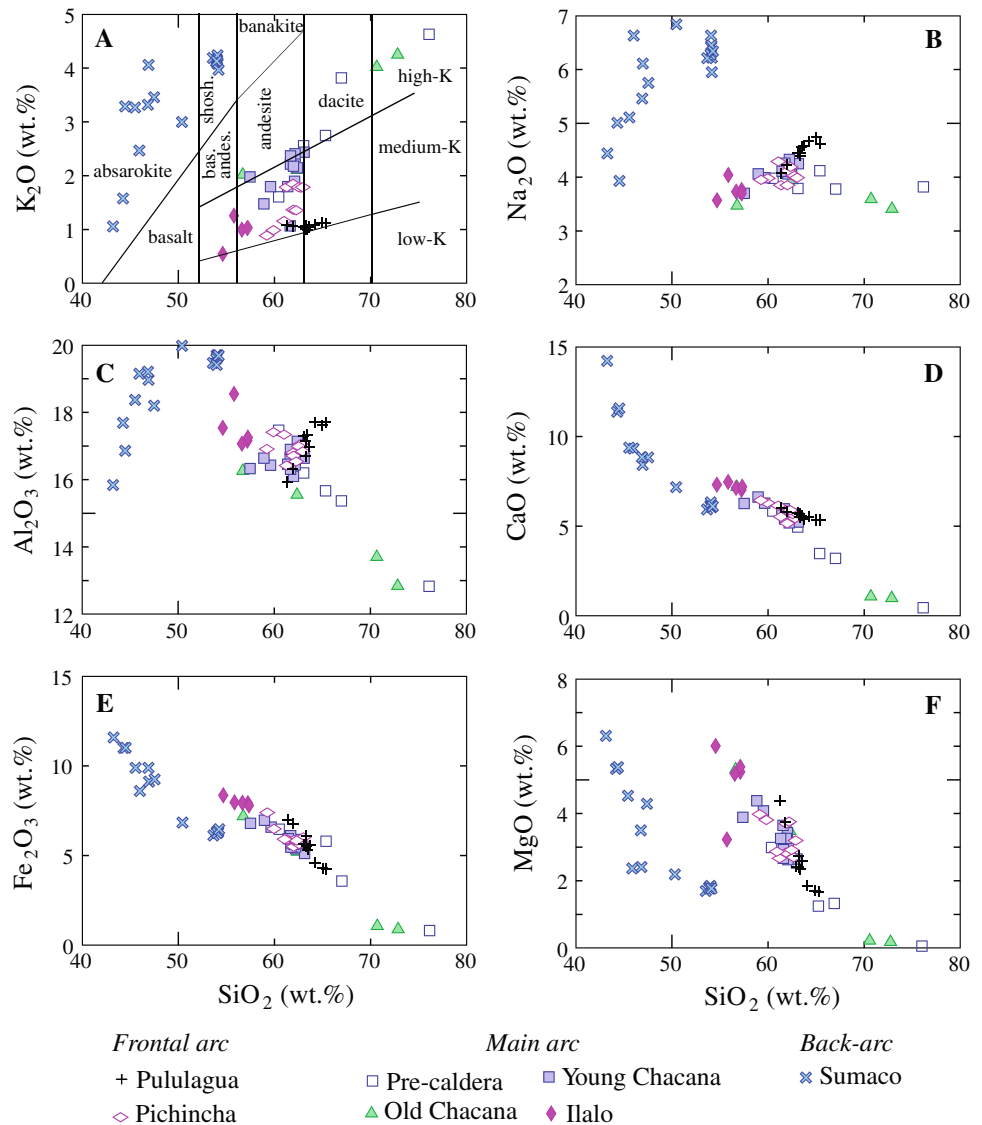 A
K2O (wt.%)
5
4
3
2
1
0
40
50
60
70
80
banakite
shosh.
high-K
dacite
andesite
bas. andes.
medium-K
absarokite
basalt
low-K
B
Na2O (wt.%)
7
6
5
4
3
2
40
50
60
70
80
C
Al2O3 (wt.%)
20
18
16
14
12
40
50
60
70
80
D
CaO (wt.%)
15
10
5
0
40
50
60
70
80
E
Fe2O3 (wt.%)
15
10
5
0
40
50
60
70
80
SiO2 (wt.%)
F
MgO (wt.%)
8
6
4
2
0
40
50
60
70
80
SiO2 (wt.%)
Frontal arc
Main arc
Back-arc
Pululagua
Pre-caldera
Young Chacana
Sumaco
Pichincha
Old Chacana
Ilalo